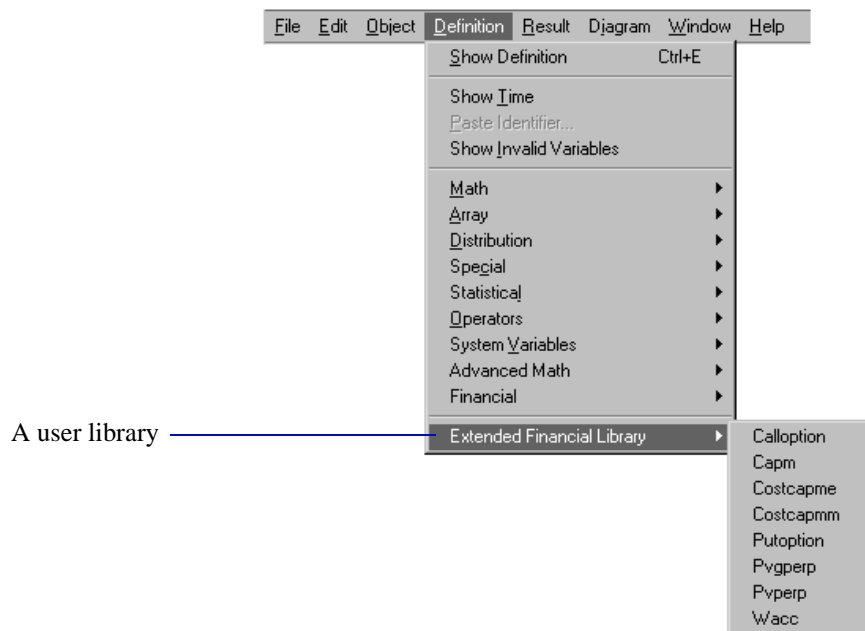 File Edit Object Definition Result Diagram Window Help
Show Definition Ctrl+E
Show Time
Paste Identifier...
Show Invalid Variables
Math
Array
Distribution
Special
Statistical
Operators
System Variables
Advanced Math
Financial
A user library
Extended Financial Library
Calloption
Capm
Costcapme
Costcapmm
Putoption
Pvgperp
Pvperp
Wacc